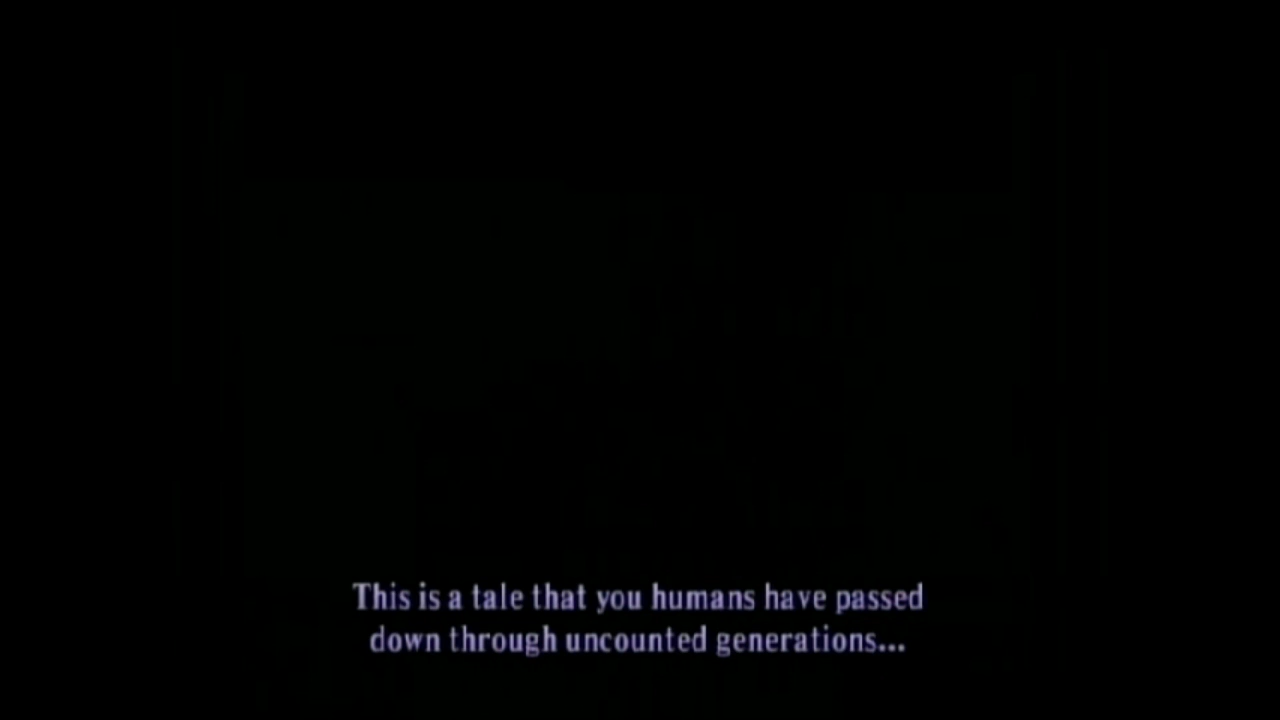 This is a tale that you humans have passed
down through uncounted generations...